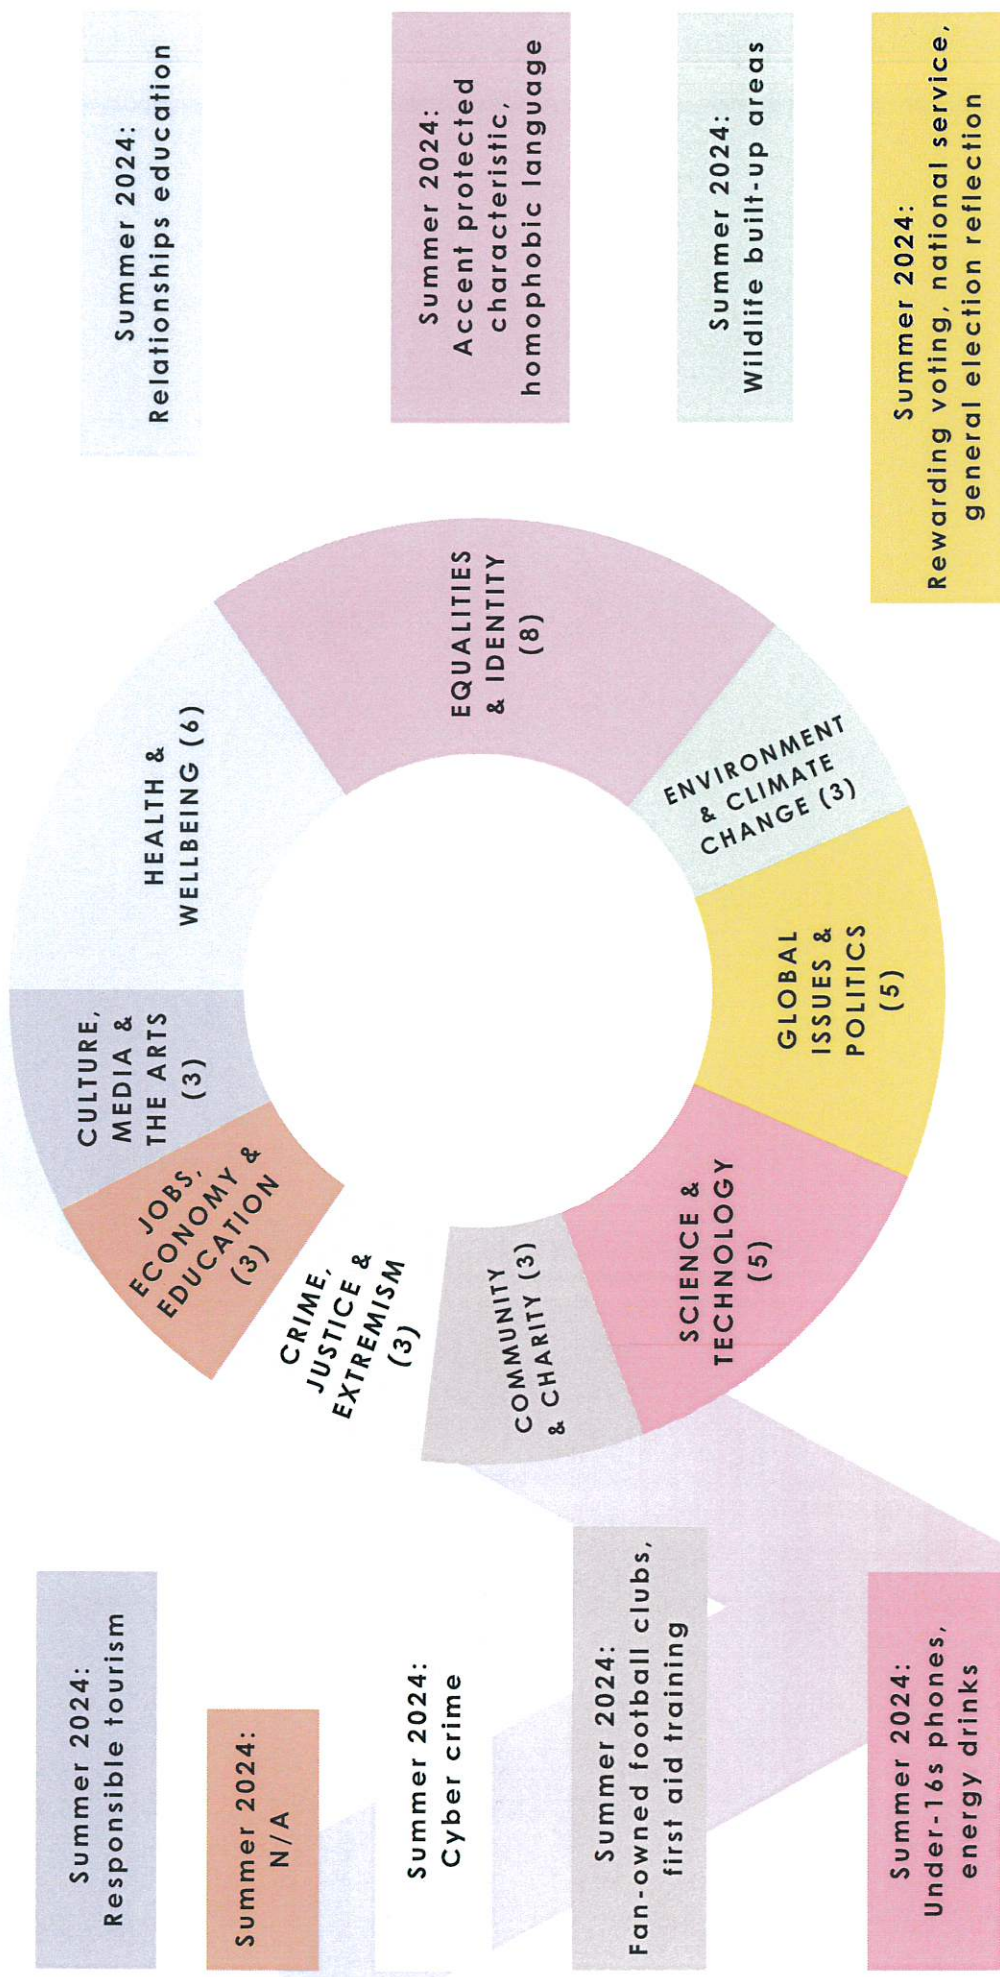 Summer 2024:
Responsible tourism
Summer 2024:
N/A
Summer 2024:
Cyber crime
Summer 2024:
Fan-owned football clubs,
first aid training
Summer 2024:
Under-16s phones,
energy drinks
CULTURE,
MEDIA &
THE ARTS
(3)
JOBS,
ECONOMY &
EDUCATION
(3)
CRIME,
JUSTICE &
EXTREMISM
(3)
COMMUNITY
& CHARITY (3)
SCIENCE &
TECHNOLOGY
(5)
GLOBAL
ISSUES &
POLITICS
(5)
ENVIRONMENT
& CLIMATE
CHANGE (3)
EQUALITIES
& IDENTITY
(8)
HEALTH &
WELLBEING (6)
Summer 2024:
Relationships education
Summer 2024:
Accent protected
characteristic,
homophobic language
Summer 2024:
Wildlife built-up areas
Summer 2024:
Rewarding voting, national service,
general election reflection